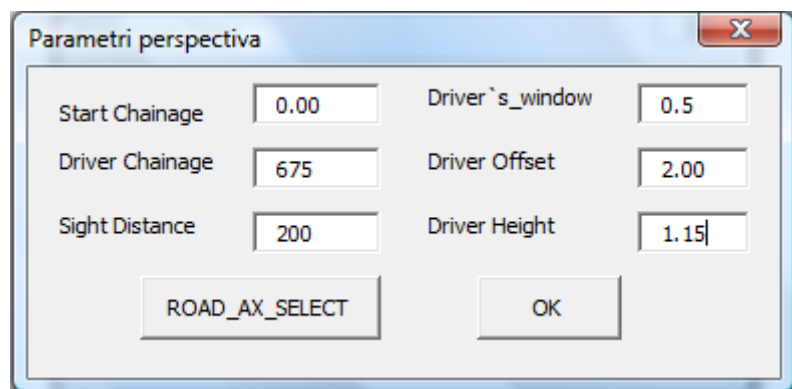 Parametri perspectiva
Start Chainage 0.00 Driver`s_window 0.5
Driver Chainage 675 Driver Offset 2.00
Sight Distance 200 Driver Height 1.15
ROAD_AX_SELECT OK